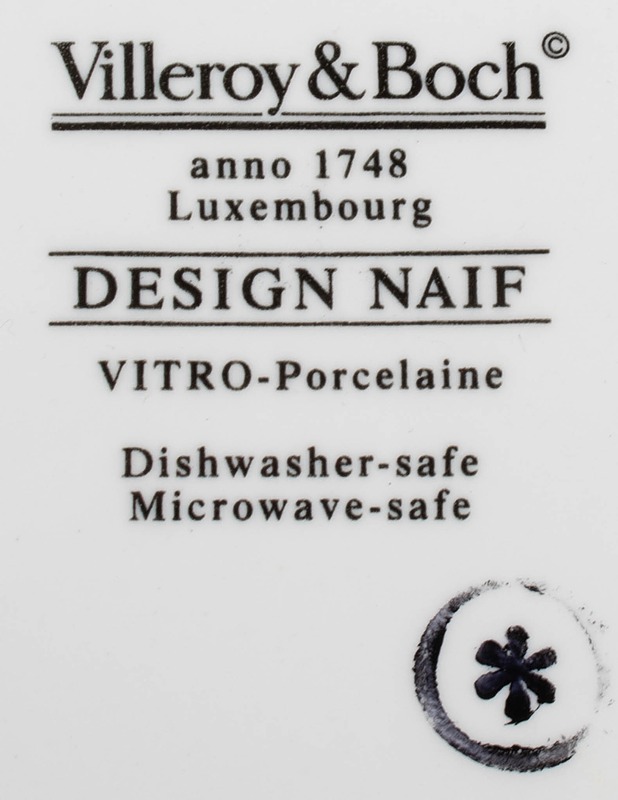 Villeroy & Boch©
anno 1748
Luxembourg
DESIGN NAIF
VITRO-Porcelaine
Dishwasher-safe
Microwave-safe